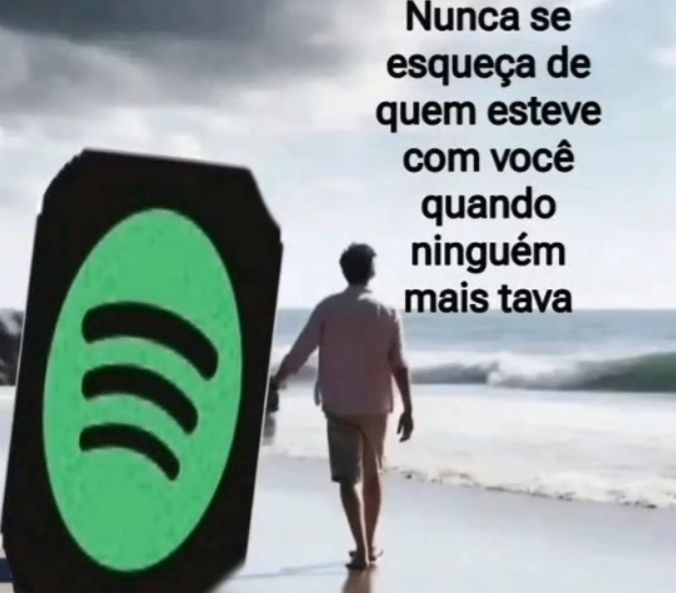 Nunca se
esqueça de
quem esteve
com você
quando
ninguém
mais tava